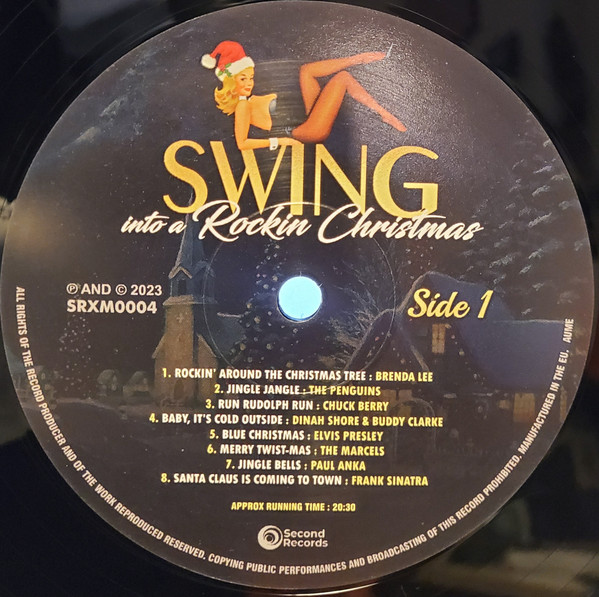 SWING
into a Rockin Christmas
℗ AND © 2023
SRXM0004
Side 1
1. ROCKIN' AROUND THE CHRISTMAS TREE : BRENDA LEE
2. JINGLE JANGLE : THE PENGUINS
3. RUN RUDOLPH RUN : CHUCK BERRY
4. BABY, IT'S COLD OUTSIDE : DINAH SHORE & BUDDY CLARKE
5. BLUE CHRISTMAS : ELVIS PRESLEY
6. MERRY TWIST-MAS : THE MARCELS
7. JINGLE BELLS : PAUL ANKA
8. SANTA CLAUS IS COMING TO TOWN : FRANK SINATRA
APPROX RUNNING TIME : 20:30
Second
Records
ALL RIGHTS OF THE RECORD PRODUCER AND OF THE WORK REPRODUCED RESERVED. COPYING PUBLIC PERFORMANCES AND BROADCASTING OF THIS RECORD PROHIBITED. MANUFACTURED IN THE EU. AUME